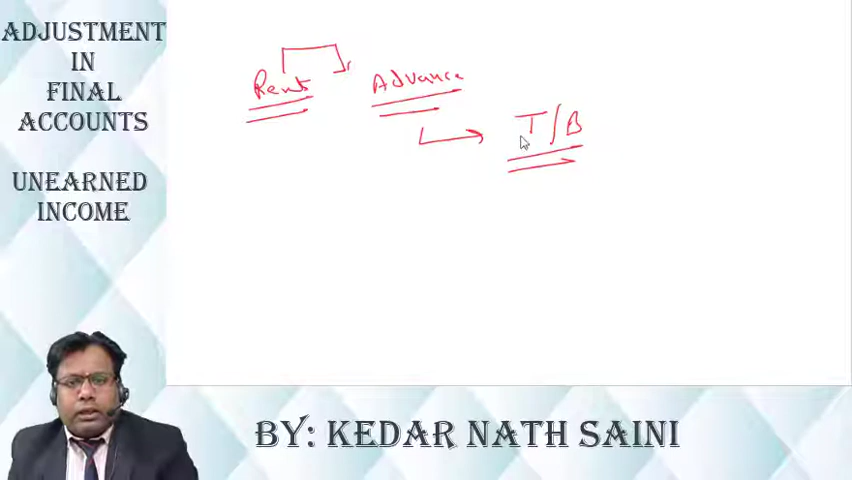 ADJUSTMENT
IN
FINAL
ACCOUNTS
UNEARNED
INCOME
Rent Advance
T/B
BY: KEDAR NATH SAINI